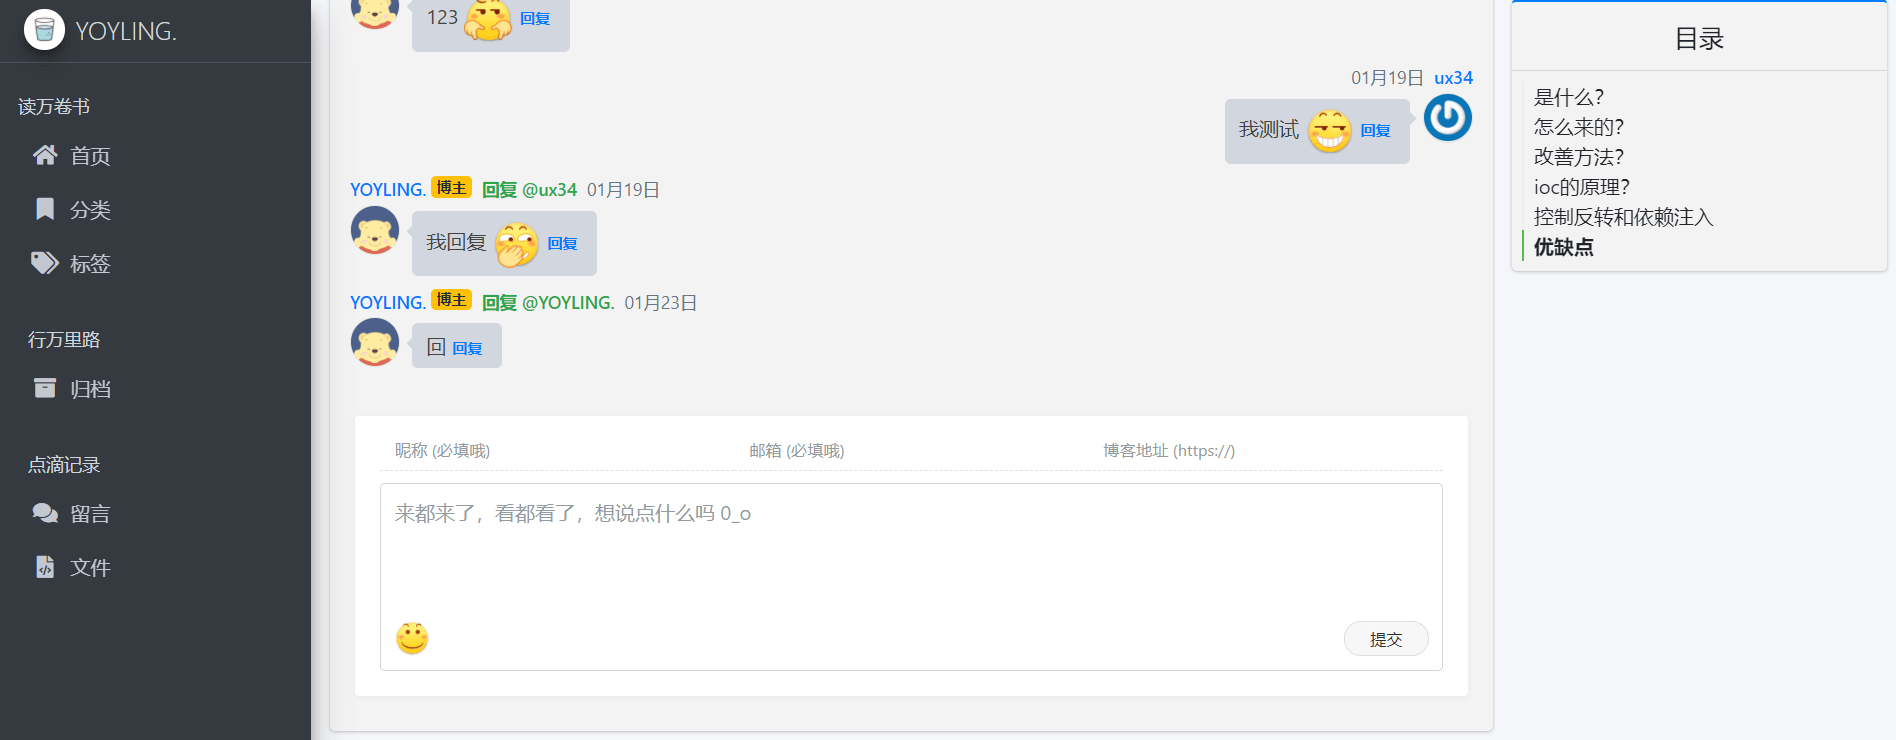 YOYLING.
读万卷书
首页
分类
标签
行万里路
归档
点滴记录
留言
文件
123 回复
01月19日 ux34
我测试 回复
YOYLING. 博主 回复 @ux34 01月19日
我回复 回复
YOYLING. 博主 回复 @YOYLING. 01月23日
回 回复
昵称 (必填哦) 邮箱 (必填哦) 博客地址 (https://)
来都来了，看都看了，想说点什么吗 0_o
提交
目录
是什么？
怎么来的？
改善方法？
ioc的原理？
控制反转和依赖注入
优缺点